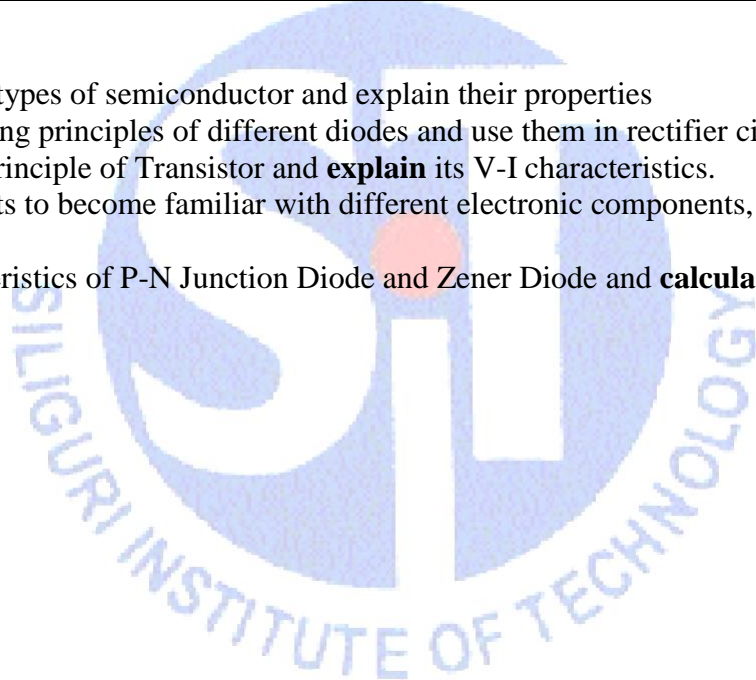 types of semiconductor and explain their properties
ng principles of different diodes and use them in rectifier ci
rinciple of Transistor and explain its V-I characteristics.
ts to become familiar with different electronic components,
eristics of P-N Junction Diode and Zener Diode and calcula
SiT
SILIGURI INSTITUTE OF TECHNOLOGY